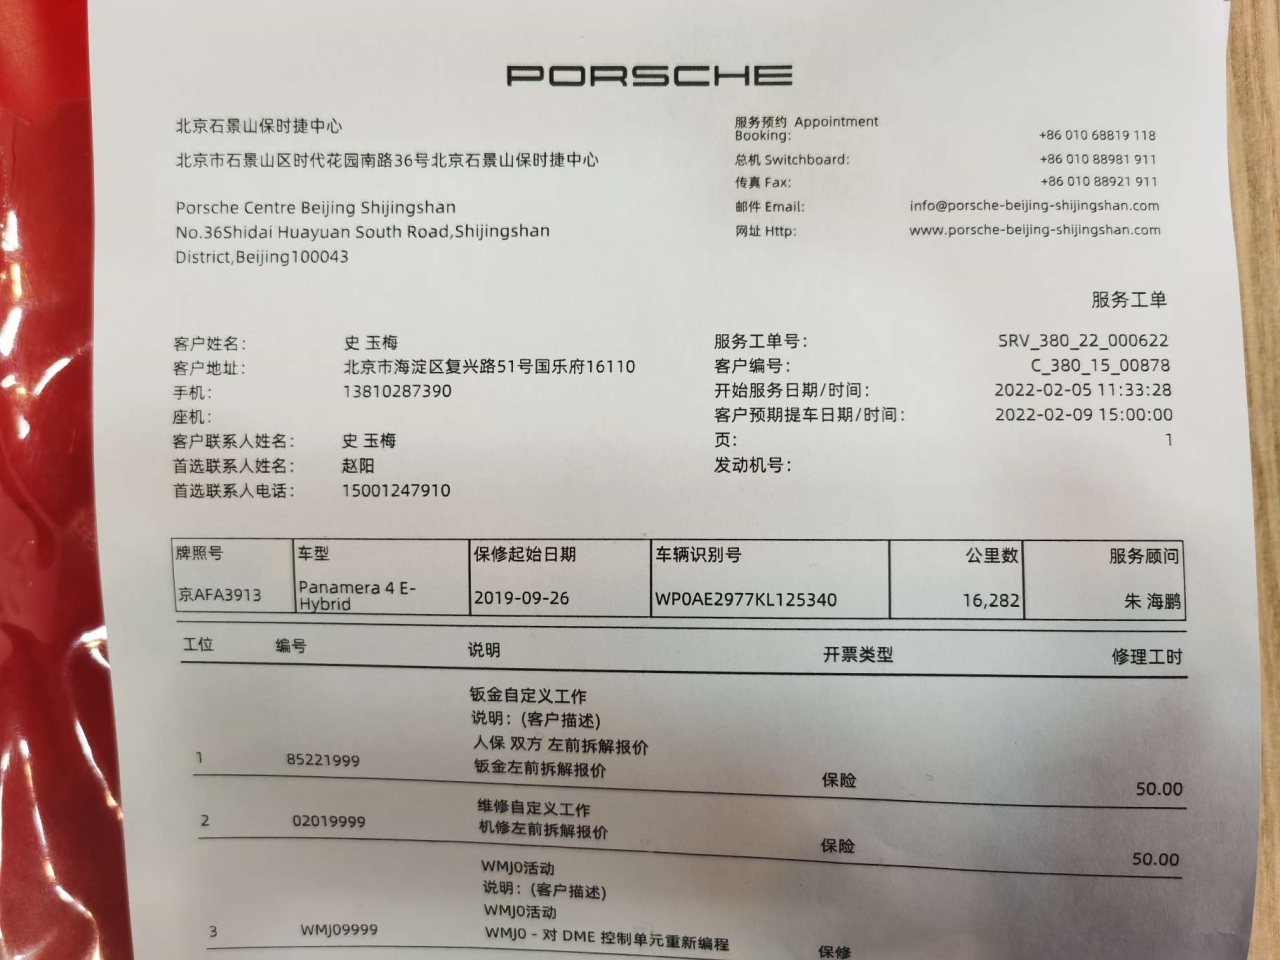 PORSCHE
北京石景山保时捷中心
北京市石景山区时代花园南路36号北京石景山保时捷中心
Porsche Centre Beijing Shijingshan
No.36Shidai Huayuan South Road,Shijingshan
District,Beijing100043
服务预约 Appointment
Booking: +86 010 68819 118
总机 Switchboard: +86 010 88981 911
传真 Fax: +86 010 88921 911
邮件 Email: info@porsche-beijing-shijingshan.com
网址 Http: www.porsche-beijing-shijingshan.com
服务工单
客户姓名: 史 玉梅
客户地址: 北京市海淀区复兴路51号国乐府16110
手机: 13810287390
座机:
客户联系人姓名: 史 玉梅
首选联系人姓名: 赵阳
首选联系人电话: 15001247910
服务工单号: SRV_380_22_000622
客户编号: C_380_15_00878
开始服务日期/时间: 2022-02-05 11:33:28
客户预期提车日期/时间: 2022-02-09 15:00:00
页: 1
发动机号:
牌照号 车型 保修起始日期 车辆识别号 公里数 服务顾问
京AFA3913 Panamera 4 E-Hybrid 2019-09-26 WP0AE2977KL125340 16,282 朱 海鹏
工位 编号 说明 开票类型 修理工时
钣金自定义工作
说明: (客户描述)
人保 双方 左前拆解报价
1 85221999 钣金左前拆解报价 保险 50.00
维修自定义工作
2 02019999 机修左前拆解报价 保险 50.00
WMJ0活动
说明: (客户描述)
WMJ0活动
3 WMJ09999 WMJ0 - 对 DME 控制单元重新编程 保修